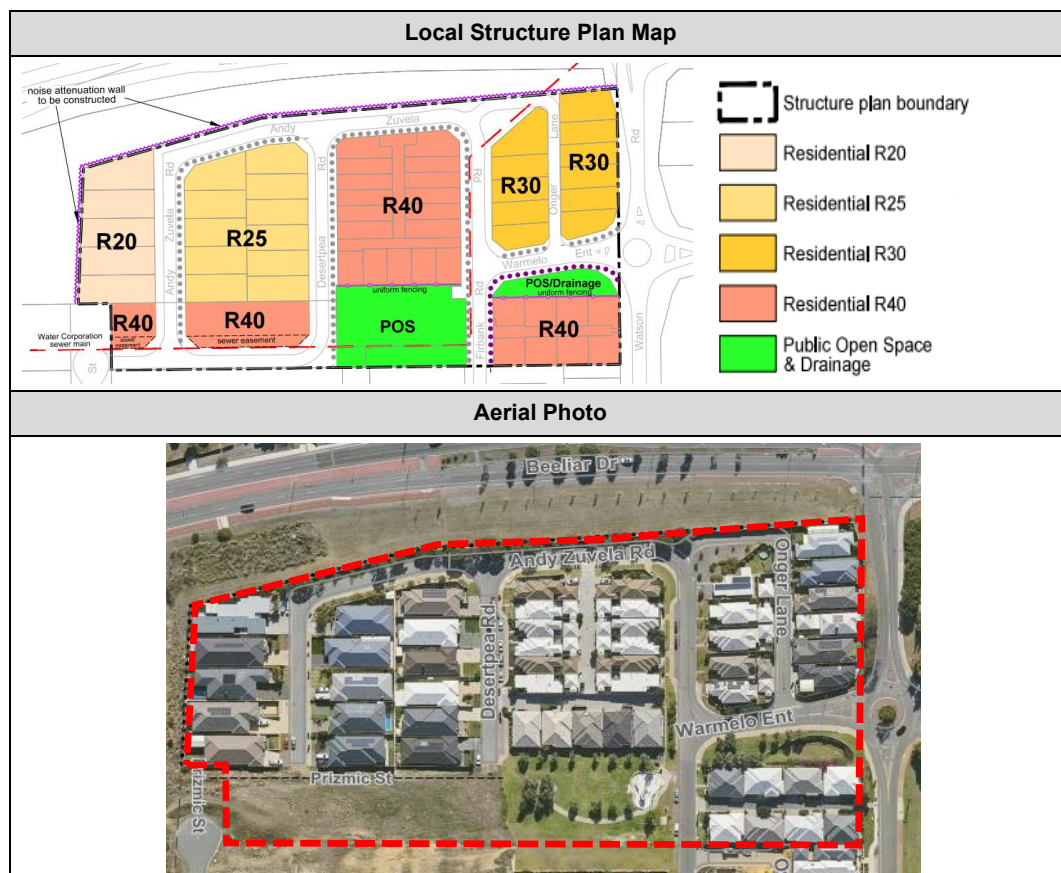 Local Structure Plan Map
noise attenuation wall
to be constructed
Andy
Zuvela
Rd
Lane
Rd
Rd
Rd
R30
R30
R40
R20
R25
Zuvela
Onger
Andy
Desertpea
Warmelo
Ent
POS/Drainage
uniform fencing
uniform fencing
R40
R40
POS
Rd
R40
Water Corporation
sewer main
sewer
easement
sewer easement
Firbank
Watson
St
Structure plan boundary
Residential R20
Residential R25
Residential R30
Residential R40
Public Open Space
& Drainage
Aerial Photo
Beeliar Dr
Andy Zuvela Rd
Onger Lane
Desertpea Rd
Warmelo Ent
Prizmic St
Prizmic St